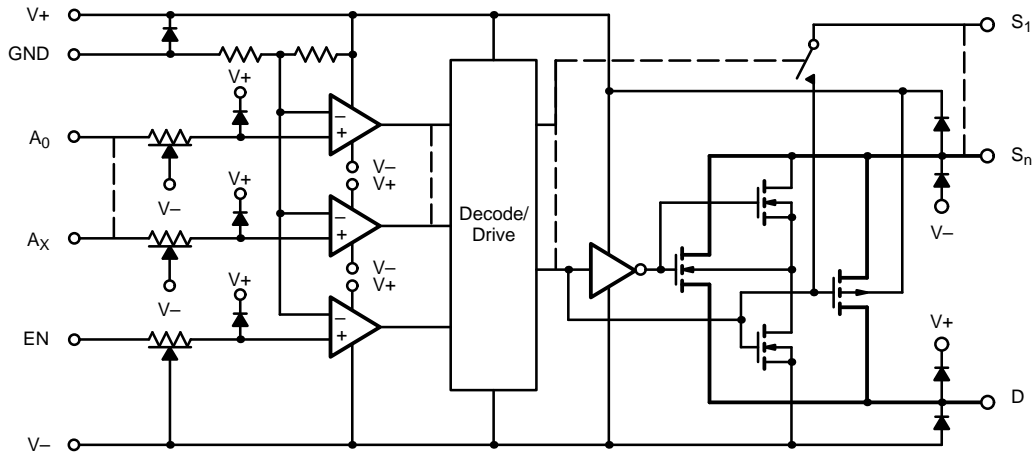 V+
GND
S1
V+
– +
A0
V–
V–
V+
Sn
V+
– +
Decode/
Drive
V–
AX
V–
V–
V+
V+
– +
EN
V+
D
V–